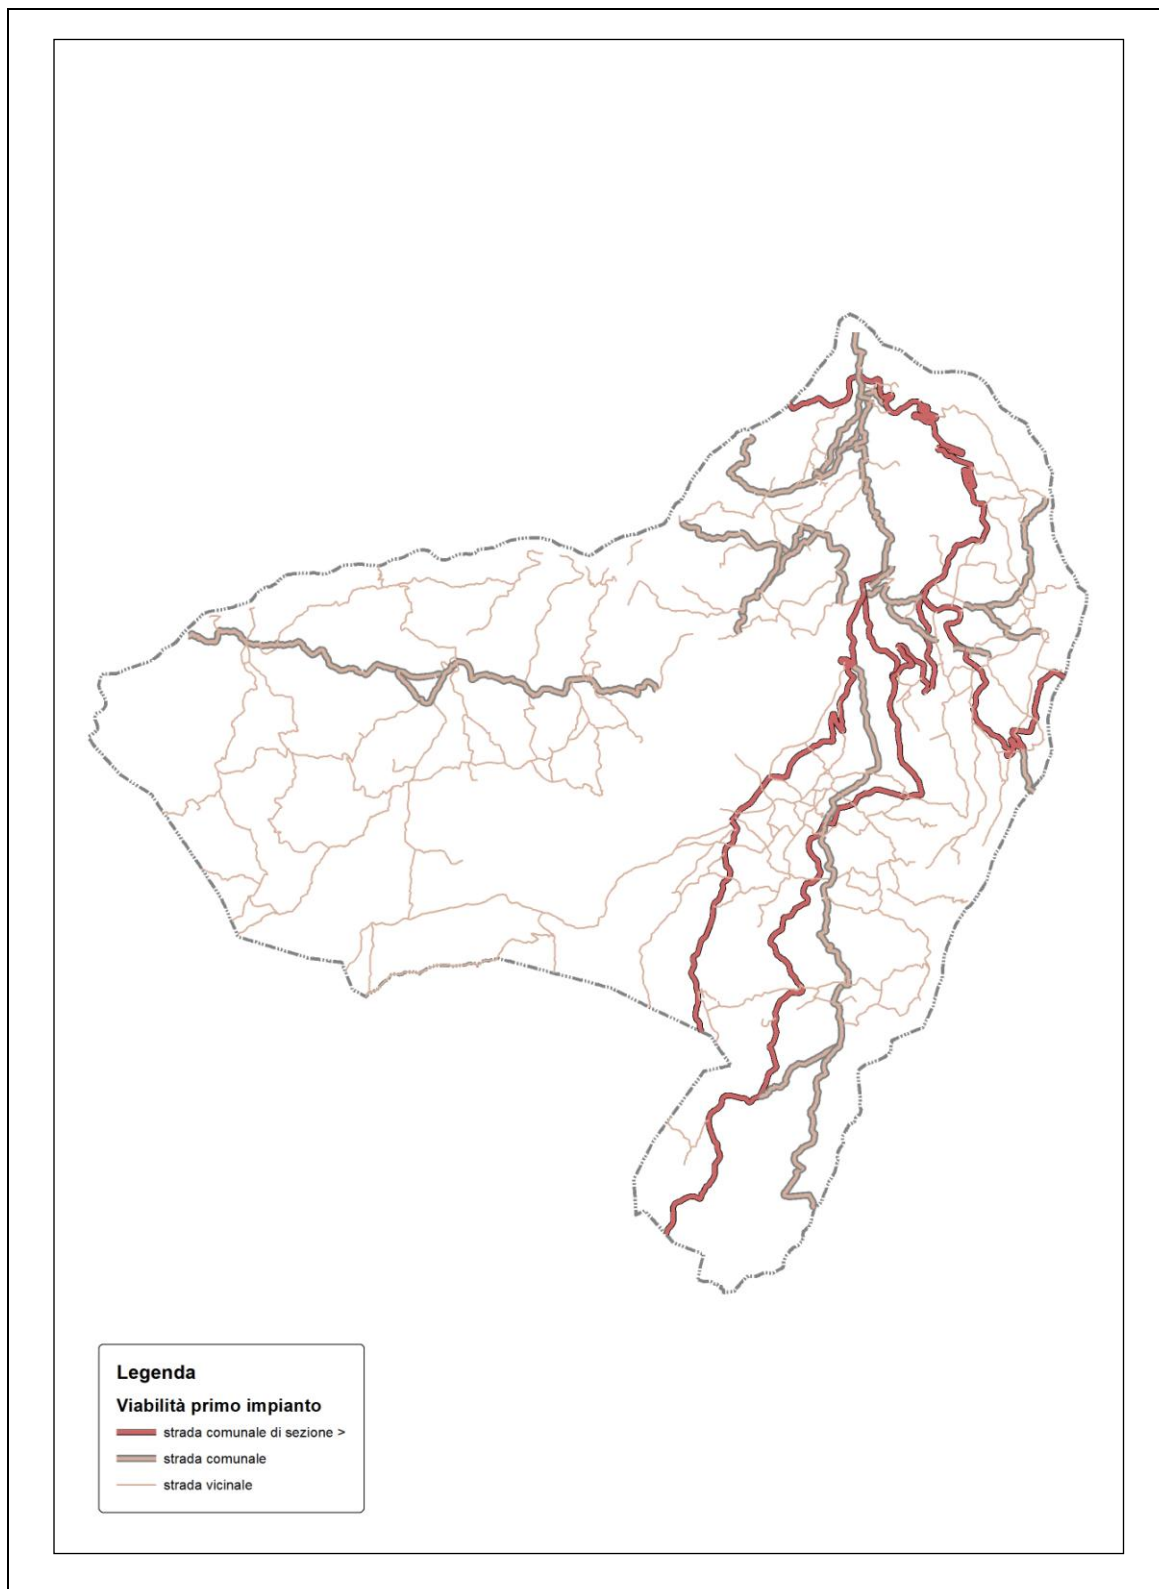 Legenda
Viabilità primo impianto
strada comunale di sezione >
strada comunale
strada vicinale